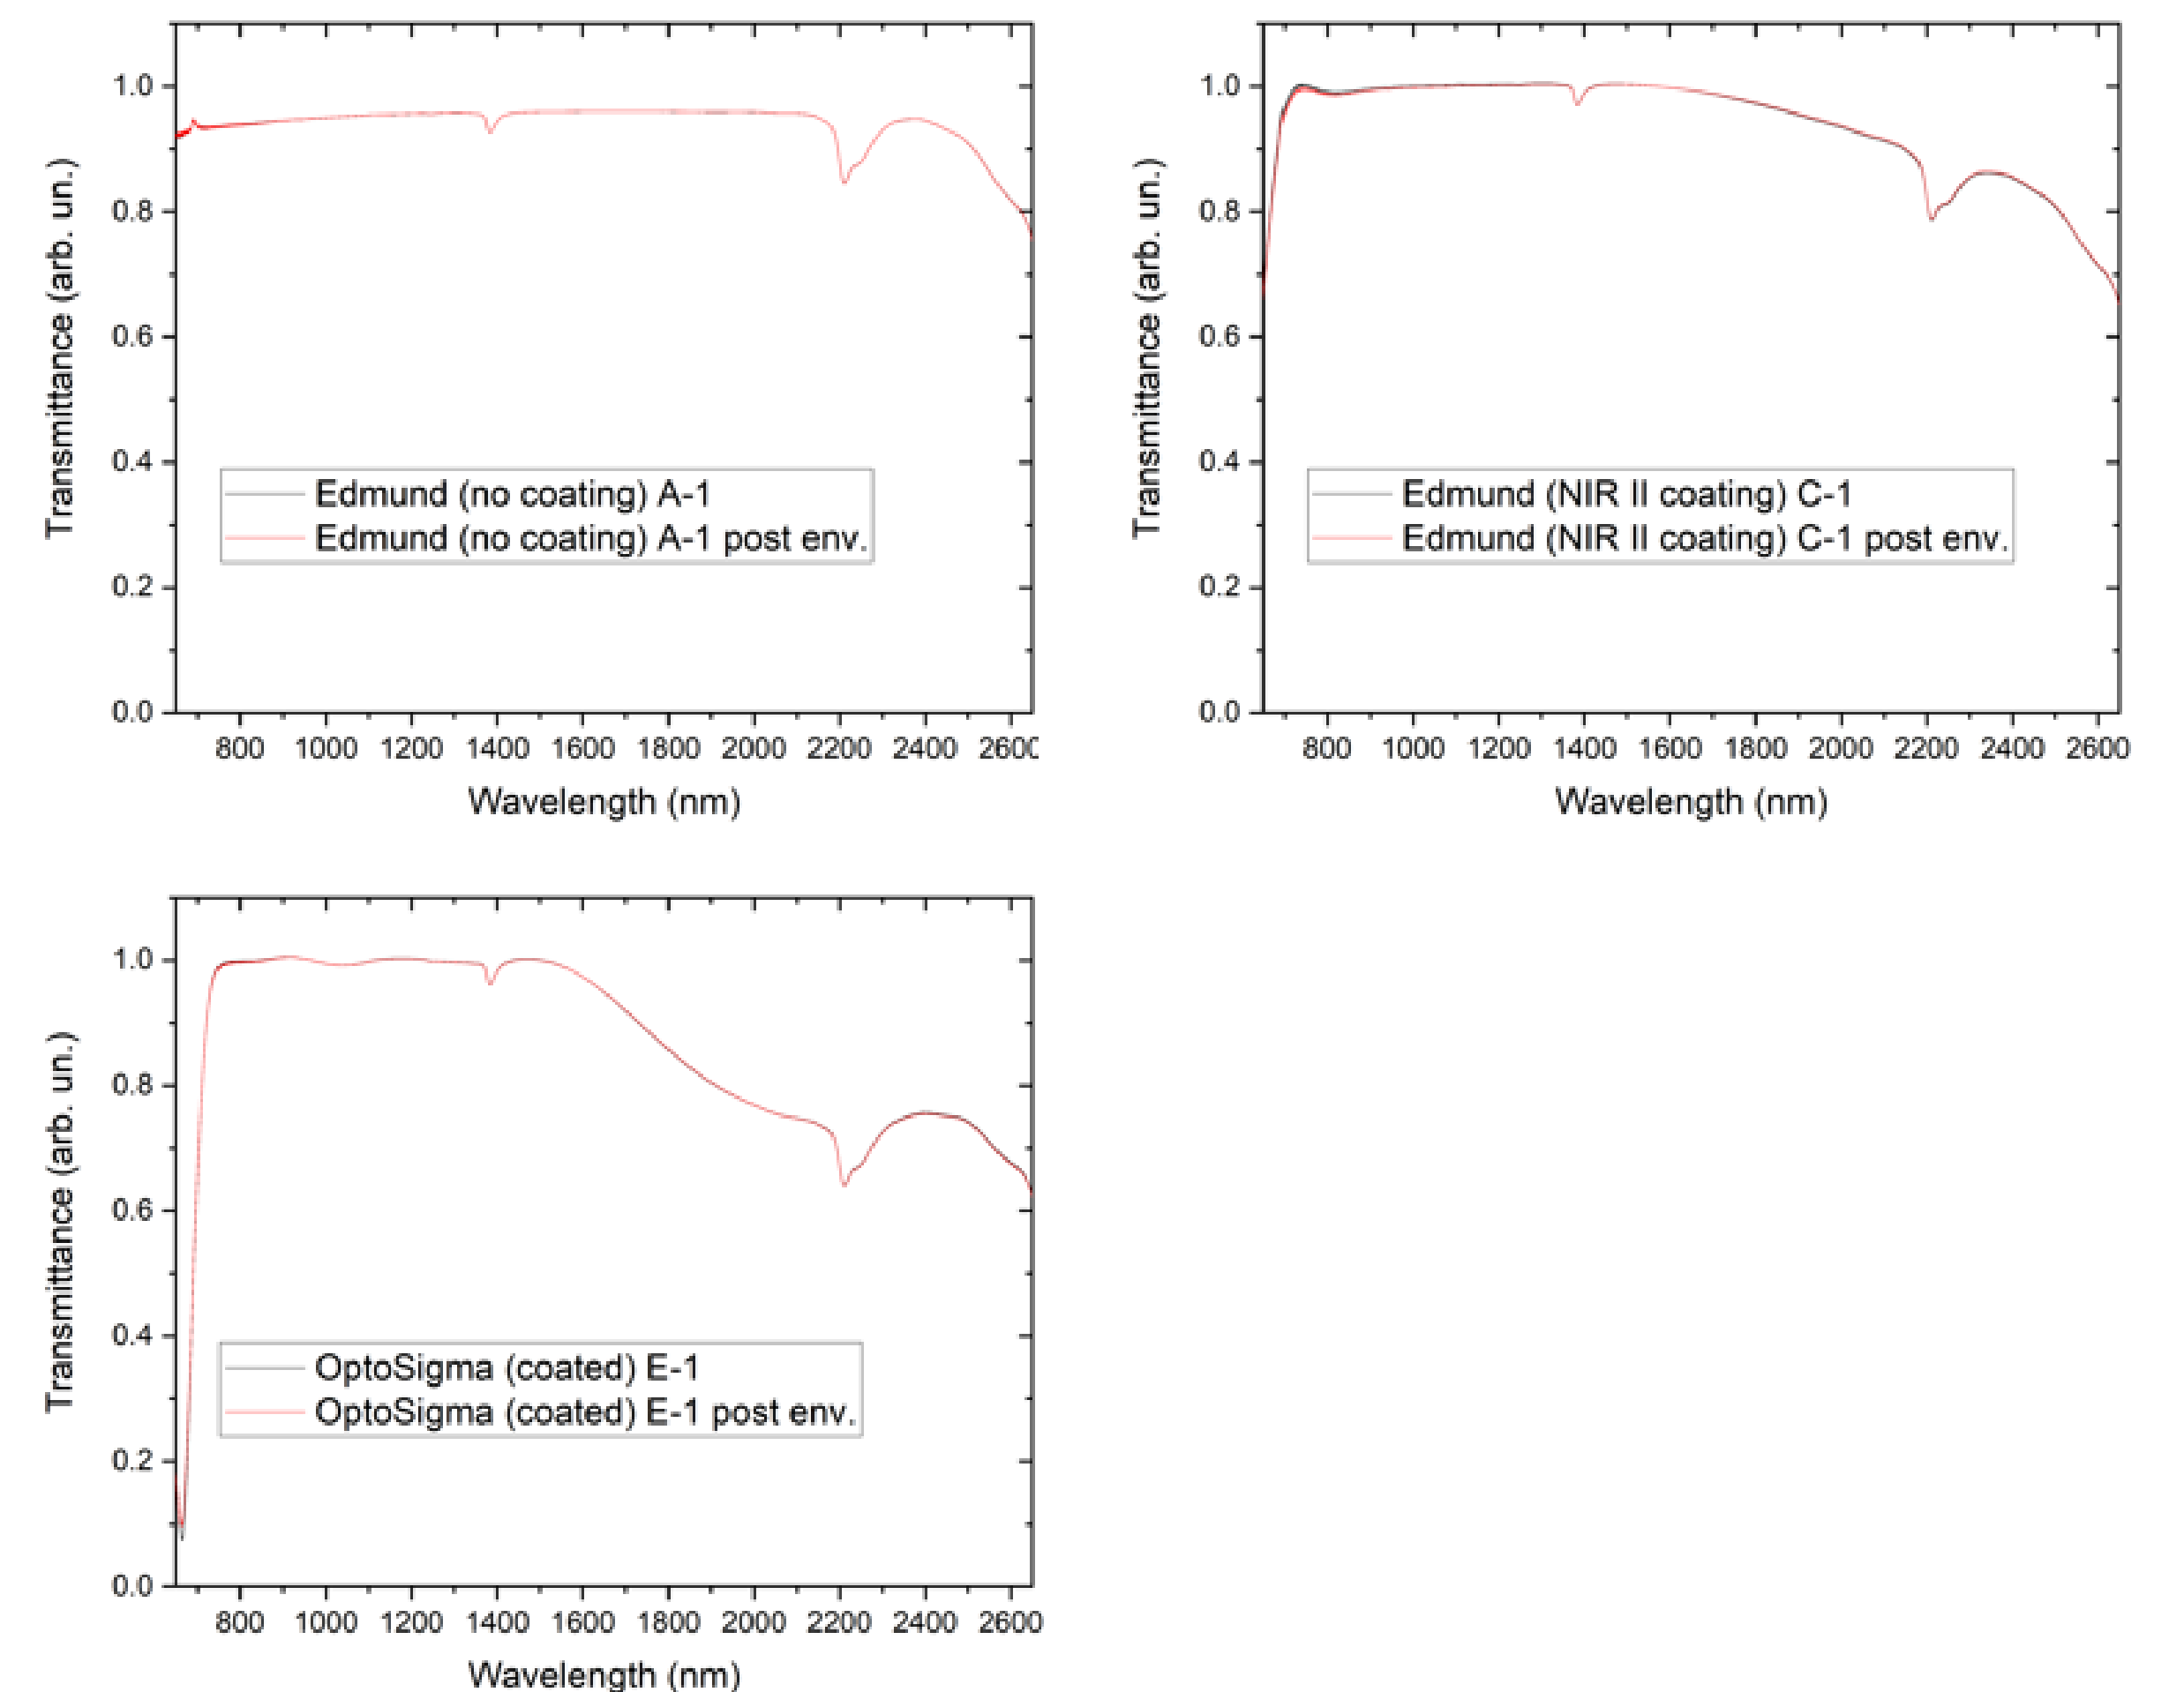 1.0
0.8
0.6
0.4
0.2
0.0
Transmittance (arb. un.)
Edmund (no coating) A-1
Edmund (no coating) A-1 post env.
800 1000 1200 1400 1600 1800 2000 2200 2400 2600
Wavelength (nm)
1.0
0.8
0.6
0.4
0.2
0.0
Transmittance (arb. un.)
Edmund (NIR II coating) C-1
Edmund (NIR II coating) C-1 post env.
800 1000 1200 1400 1600 1800 2000 2200 2400 2600
Wavelength (nm)
1.0
0.8
0.6
0.4
0.2
0.0
Transmittance (arb. un.)
OptoSigma (coated) E-1
OptoSigma (coated) E-1 post env.
800 1000 1200 1400 1600 1800 2000 2200 2400 2600
Wavelength (nm)